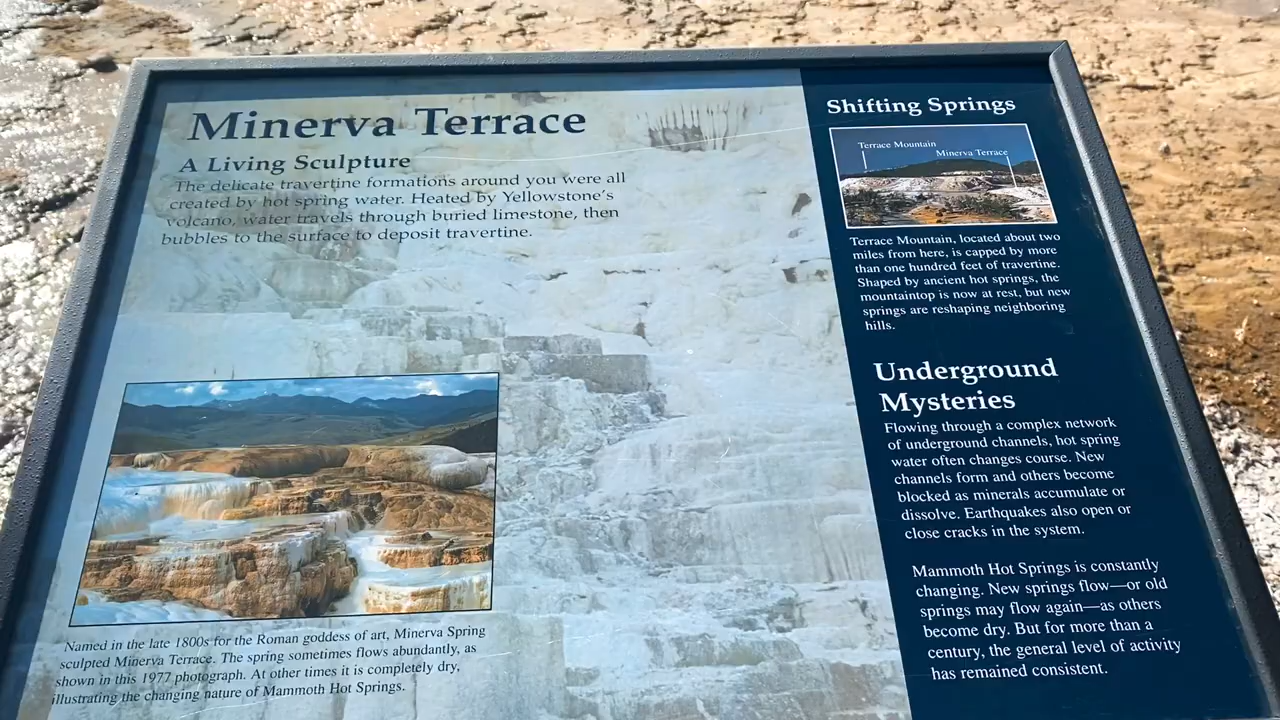 Minerva Terrace
A Living Sculpture
The delicate travertine formations around you were all
created by hot spring water. Heated by Yellowstone's
volcano, water travels through buried limestone, then
bubbles to the surface to deposit travertine.
Named in the late 1800s for the Roman goddess of art, Minerva Spring
sculpted Minerva Terrace. The spring sometimes flows abundantly, as
shown in this 1977 photograph. At other times it is completely dry,
illustrating the changing nature of Mammoth Hot Springs.
Shifting Springs
Terrace Mountain
Minerva Terrace
Terrace Mountain, located about two
miles from here, is capped by more
than one hundred feet of travertine.
Shaped by ancient hot springs, the
mountaintop is now at rest, but new
springs are reshaping neighboring
hills.
Underground
Mysteries
Flowing through a complex network
of underground channels, hot spring
water often changes course. New
channels form and others become
blocked as minerals accumulate or
dissolve. Earthquakes also open or
close cracks in the system.
Mammoth Hot Springs is constantly
changing. New springs flow—or old
springs may flow again—as others
become dry. But for more than a
century, the general level of activity
has remained consistent.